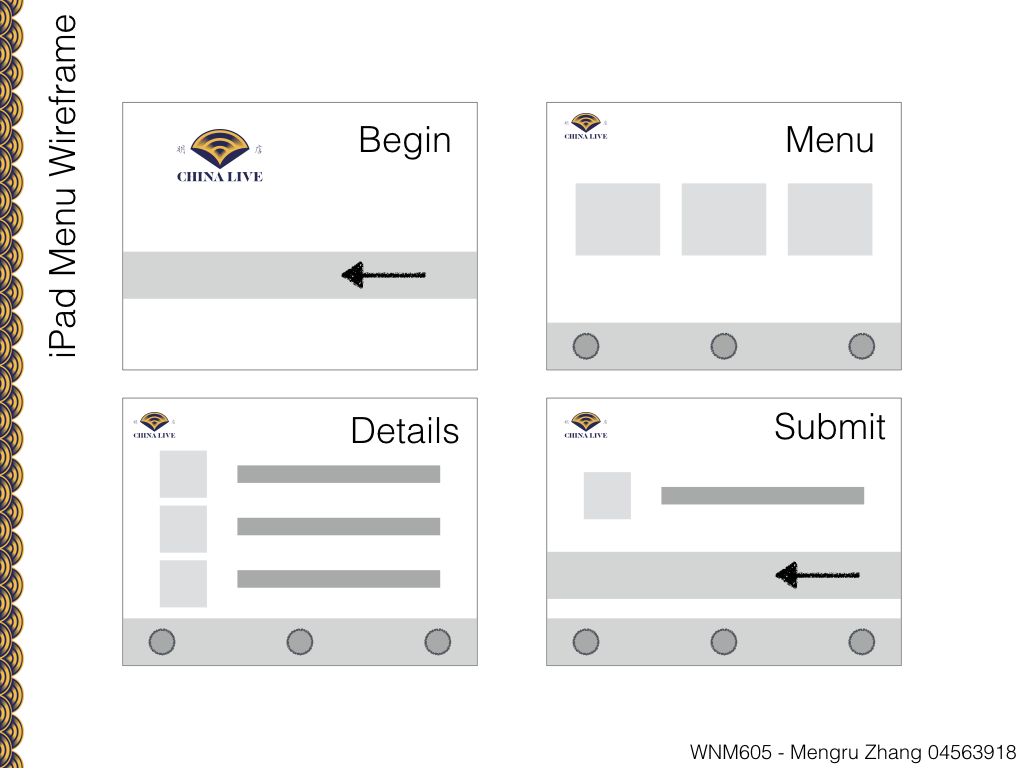 iPad Menu Wireframe
Begin
CHINA LIVE
Menu
CHINA LIVE
Details
CHINA LIVE
Submit
CHINA LIVE
WNM605 - Mengru Zhang 04563918